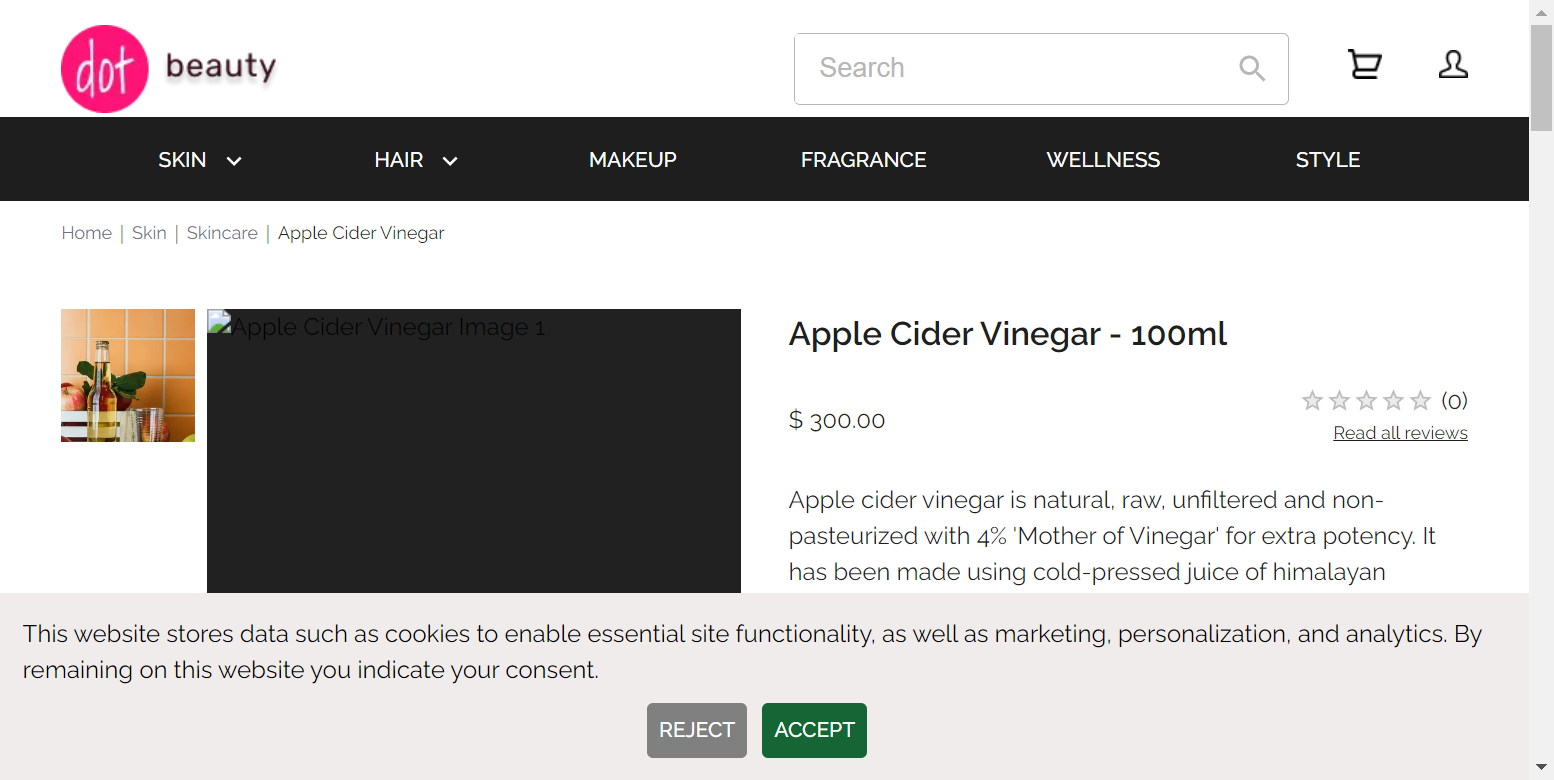 dot beauty
Search
SKIN
HAIR
MAKEUP
FRAGRANCE
WELLNESS
STYLE
Home | Skin | Skincare | Apple Cider Vinegar
Apple Cider Vinegar Image 1
Apple Cider Vinegar - 100ml
$ 300.00
(0)
Read all reviews
Apple cider vinegar is natural, raw, unfiltered and non-
pasteurized with 4% 'Mother of Vinegar' for extra potency. It
has been made using cold-pressed juice of himalayan
This website stores data such as cookies to enable essential site functionality, as well as marketing, personalization, and analytics. By
remaining on this website you indicate your consent.
REJECT
ACCEPT